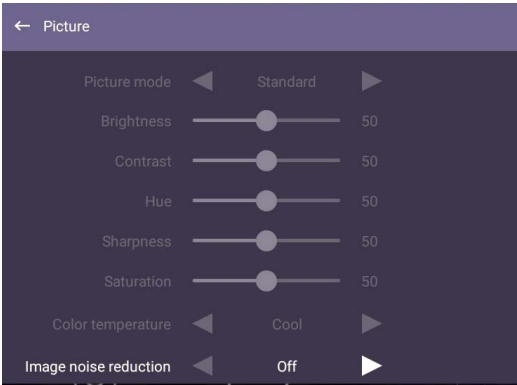 Picture
Picture mode Standard
Brightness 50
Contrast 50
Hue 50
Sharpness 50
Saturation 50
Color temperature Cool
Image noise reduction Off